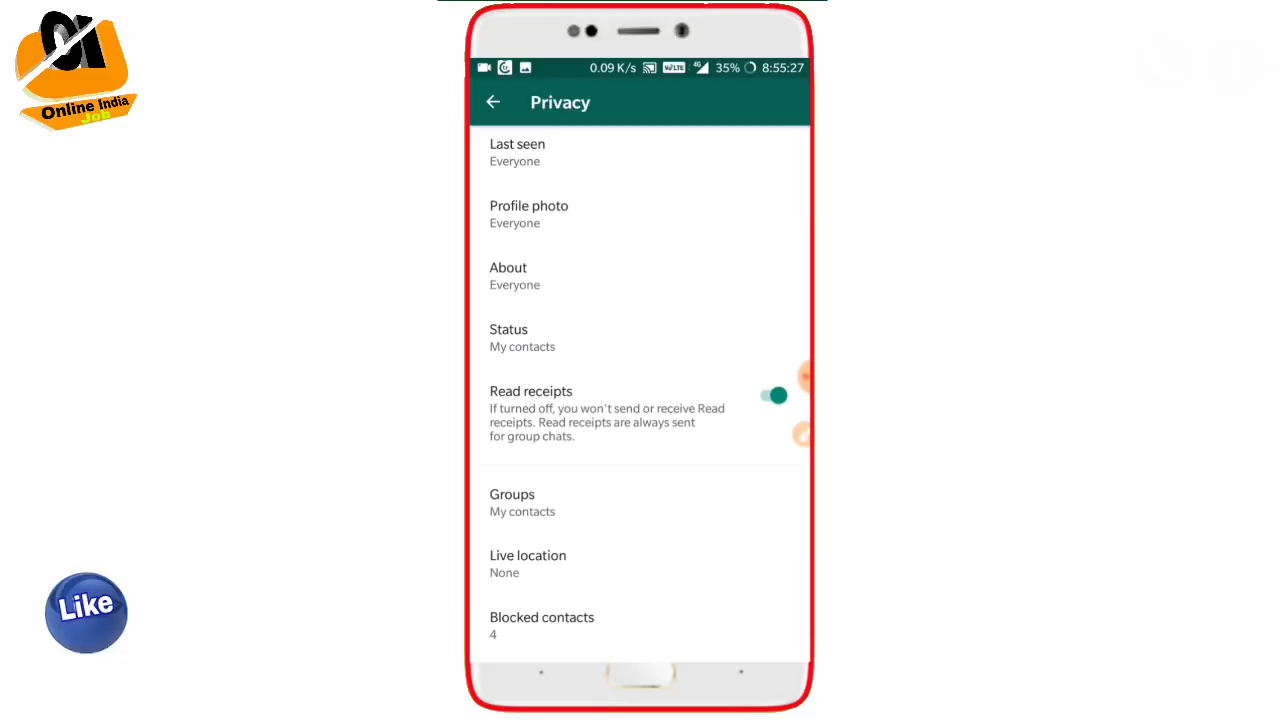 Online India
Job
0.09 K/s VoLTE 4G 35% 8:55:27
Privacy
Last seen
Everyone
Profile photo
Everyone
About
Everyone
Status
My contacts
Read receipts
If turned off, you won't send or receive Read
receipts. Read receipts are always sent
for group chats.
Groups
My contacts
Live location
None
Blocked contacts
4
Like